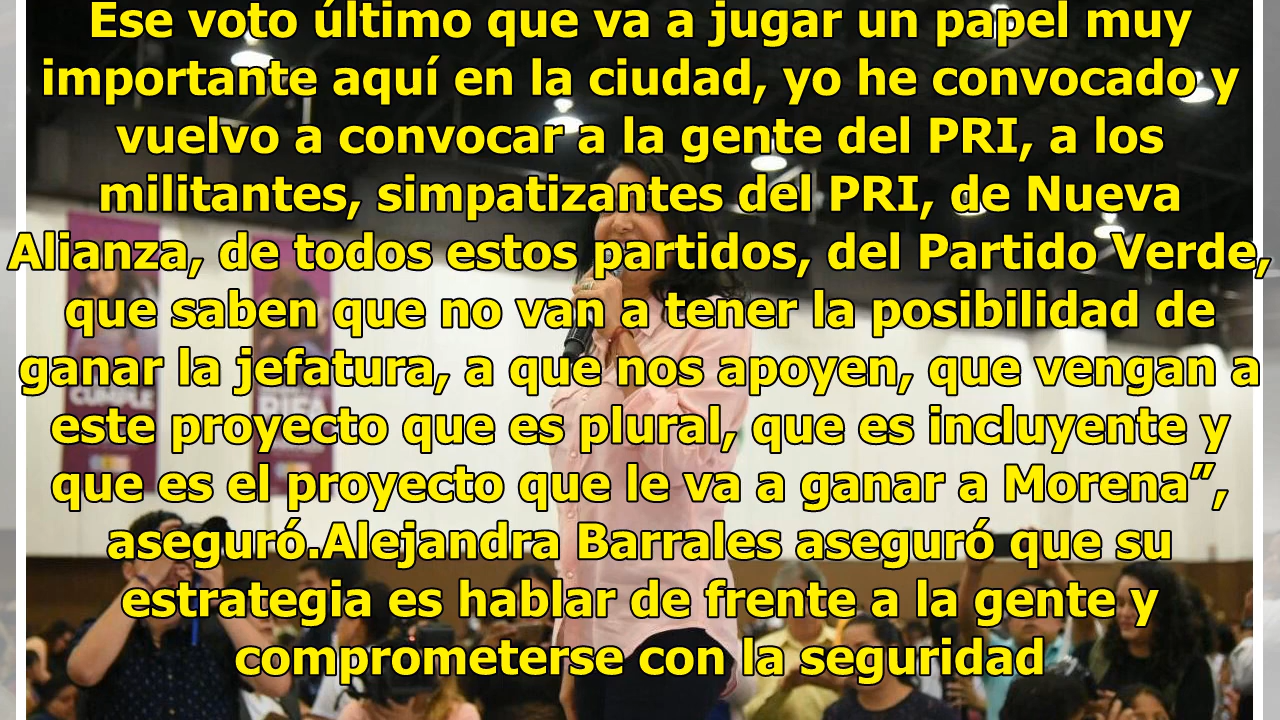 Ese voto último que va a jugar un papel muy
importante aquí en la ciudad, yo he convocado y
vuelvo a convocar a la gente del PRI, a los
militantes, simpatizantes del PRI, de Nueva
Alianza, de todos estos partidos, del Partido Verde,
que saben que no van a tener la posibilidad de
ganar la jefatura, a que nos apoyen, que vengan a
este proyecto que es plural, que es incluyente y
que es el proyecto que le va a ganar a Morena”,
aseguró.Alejandra Barrales aseguró que su
estrategia es hablar de frente a la gente y
comprometerse con la seguridad
CUMPLE